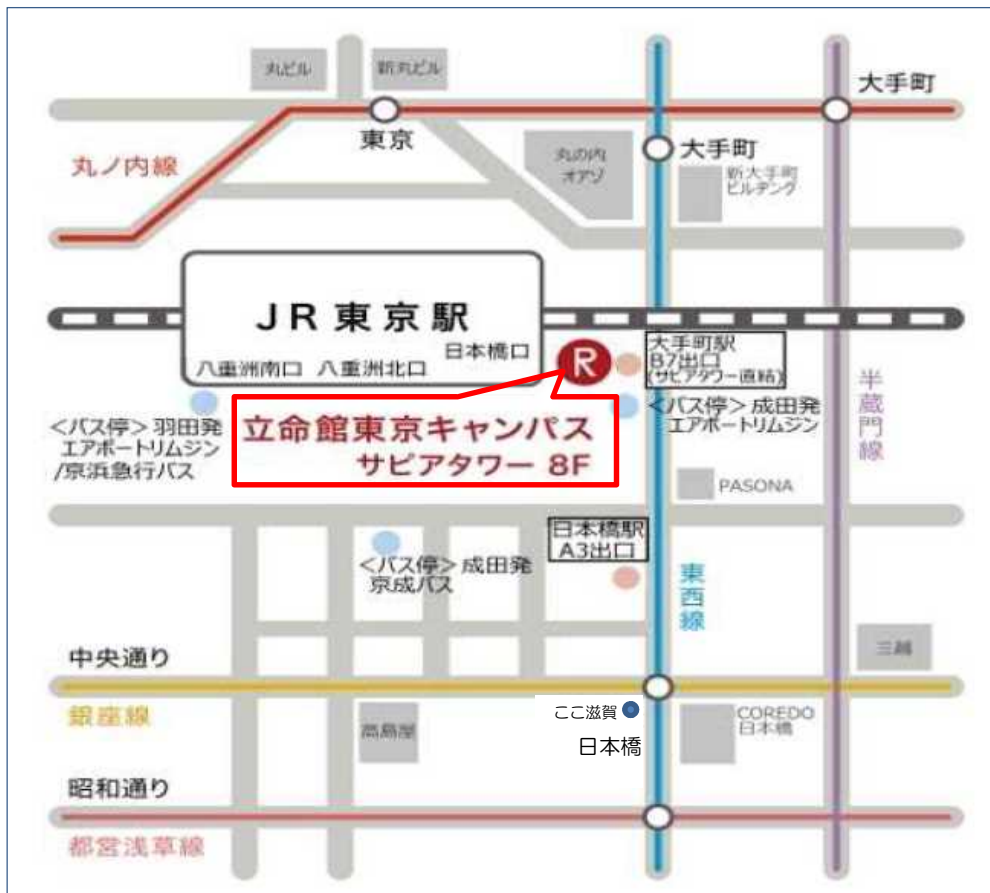 丸ビル
新丸ビル
大手町
東京
丸ノ内線
丸の内
オアゾ
大手町
新大手町
ビルヂング
JR東京駅
日本橋口
八重洲南口 八重洲北口
R
大手町駅
B7出口
(サピアタワー直結)
<バス停> 羽田発
エアポートリムジン
/京浜急行バス
立命館東京キャンパス
サピアタワー 8F
<バス停> 成田発
エアポートリムジン
半蔵門線
PASONA
日本橋駅
A3出口
<バス停> 成田発
京成バス
東西線
中央通り
三越
銀座線
高島屋
ここ滋賀
日本橋
COREDO
日本橋
昭和通り
都営浅草線